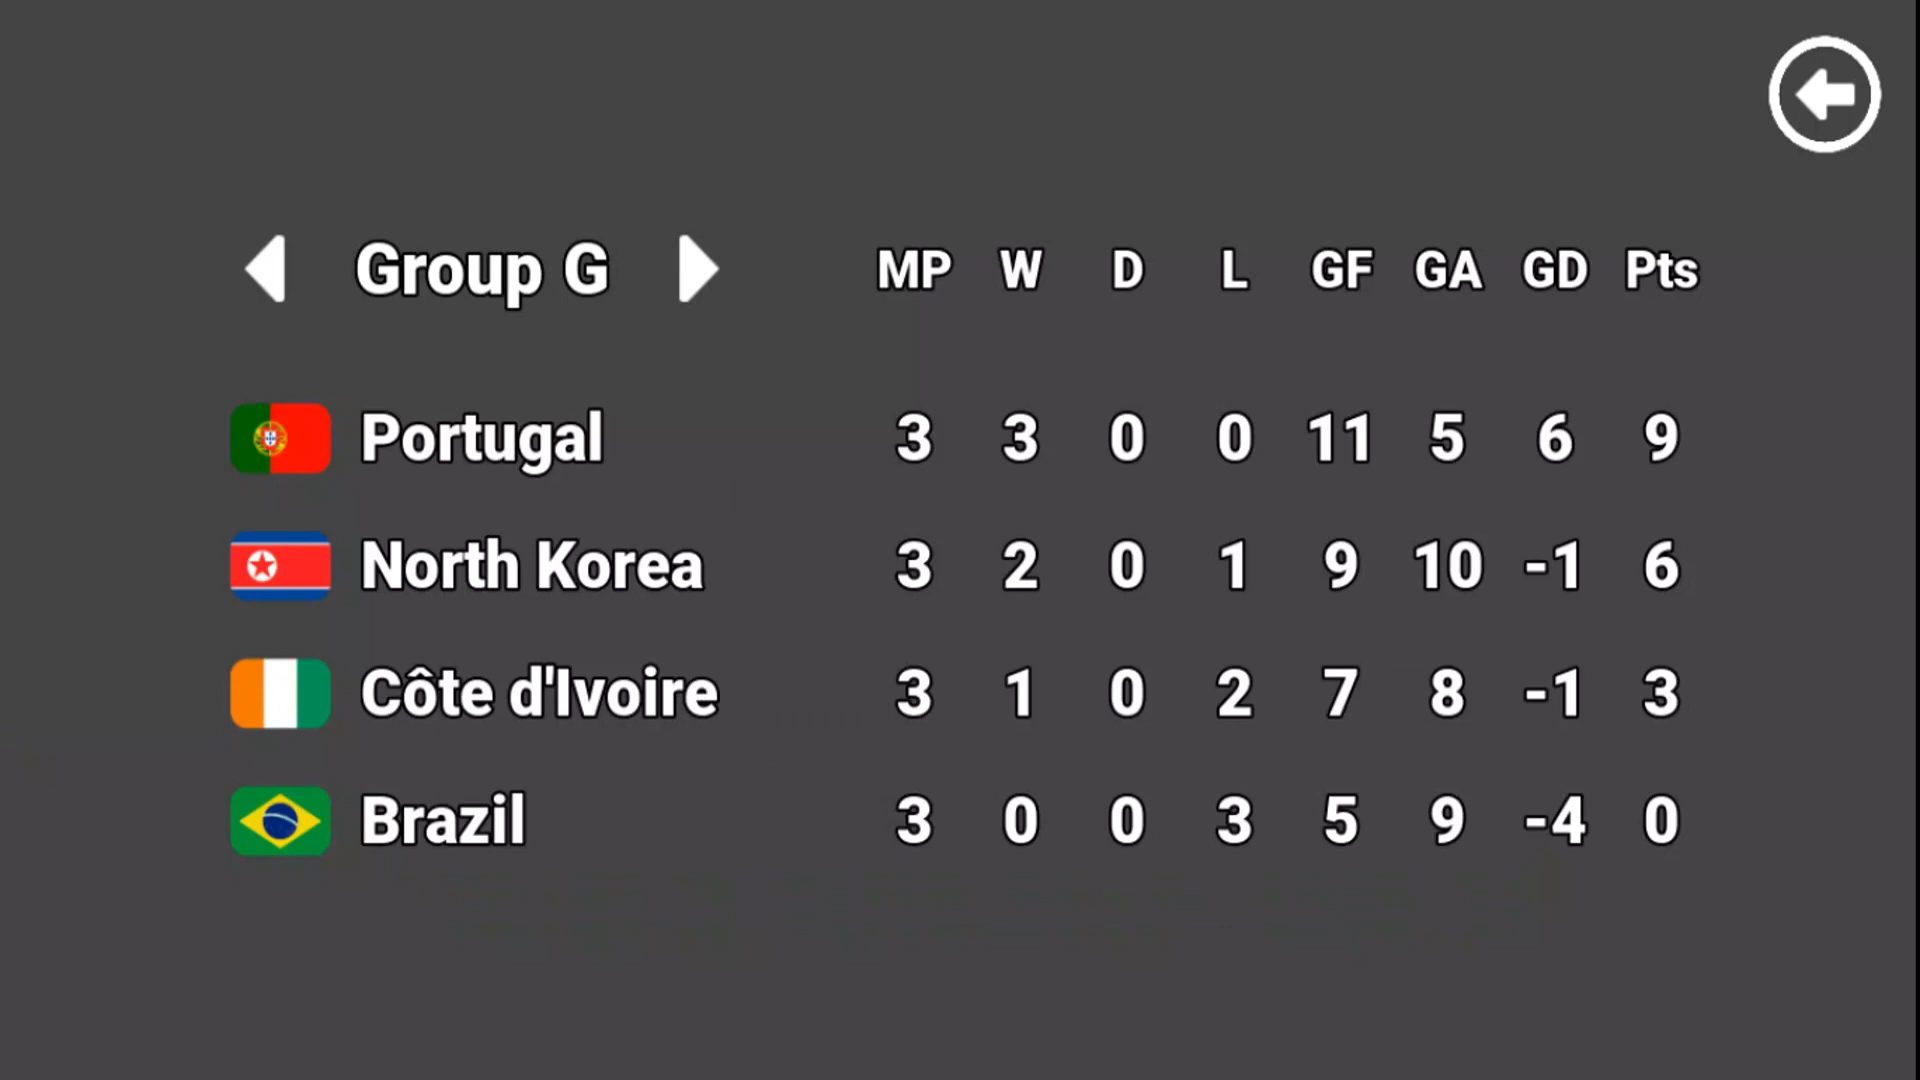 Group G MP W D L GF GA GD Pts
Portugal 3 3 0 0 11 5 6 9
North Korea 3 2 0 1 9 10 -1 6
Côte d'Ivoire 3 1 0 2 7 8 -1 3
Brazil 3 0 0 3 5 9 -4 0